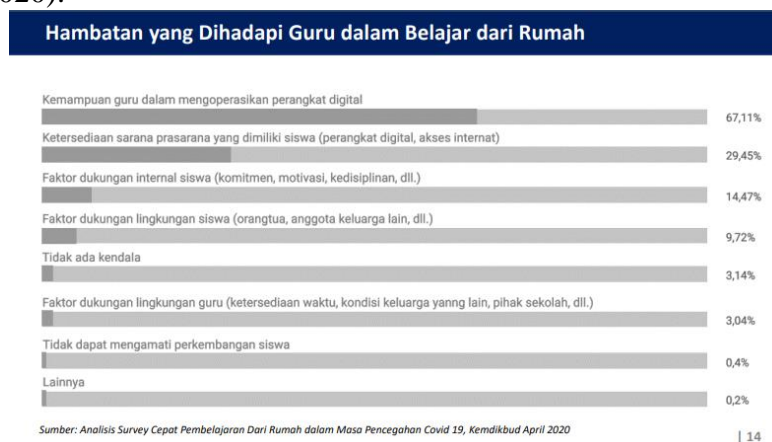 Hambatan yang Dihadapi Guru dalam Belajar dari Rumah
Kemampuan guru dalam mengoperasikan perangkat digital
67,11%
Ketersediaan sarana prasarana yang dimiliki siswa (perangkat digital, akses internat)
29,45%
Faktor dukungan internal siswa (komitmen, motivasi, kedisiplinan, dll.)
14,47%
Faktor dukungan lingkungan siswa (orangtua, anggota keluarga lain, dll.)
9,72%
Tidak ada kendala
3,14%
Faktor dukungan lingkungan guru (ketersediaan waktu, kondisi keluarga yanng lain, pihak sekolah, dll.)
3,04%
Tidak dapat mengamati perkembangan siswa
0,4%
Lainnya
0,2%
Sumber: Analisis Survey Cepat Pembelajaran Dari Rumah dalam Masa Pencegahan Covid 19, Kemdikbud April 2020
| 14